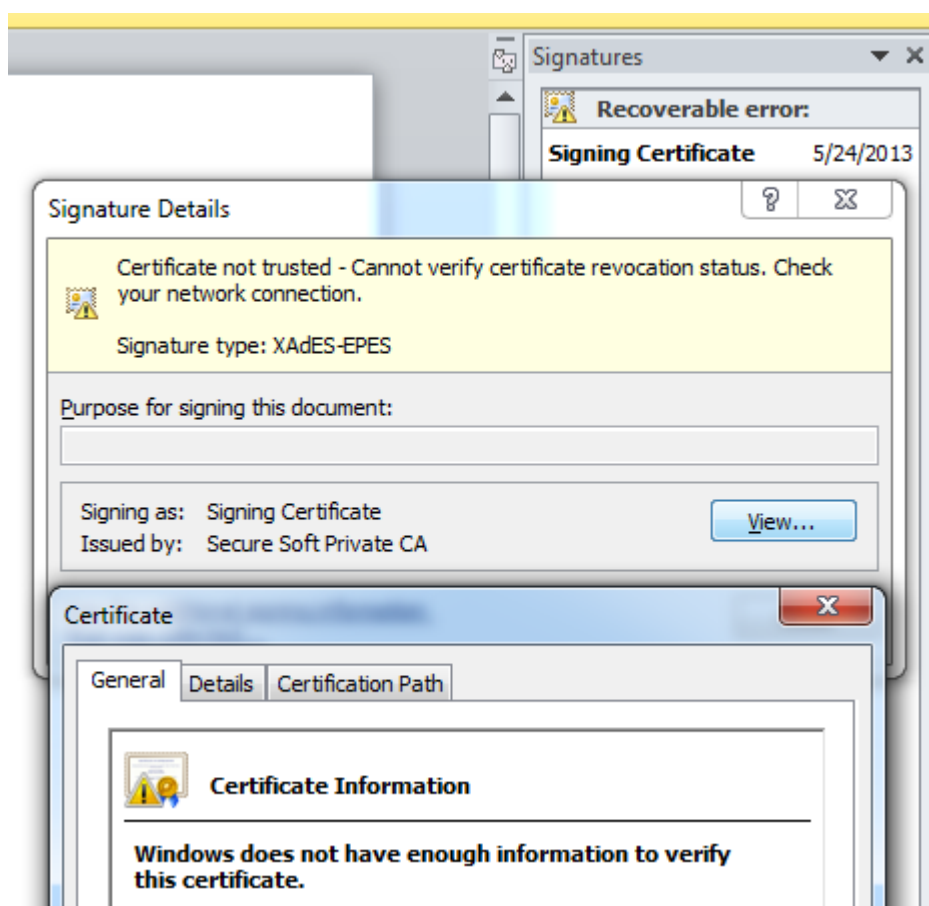 Signatures
Recoverable error:
Signing Certificate 5/24/2013
Signature Details
Certificate not trusted - Cannot verify certificate revocation status. Check
your network connection.
Signature type: XAdES-EPES
Purpose for signing this document:
Signing as: Signing Certificate
View...
Issued by: Secure Soft Private CA
Certificate
General Details Certification Path
Certificate Information
Windows does not have enough information to verify
this certificate.